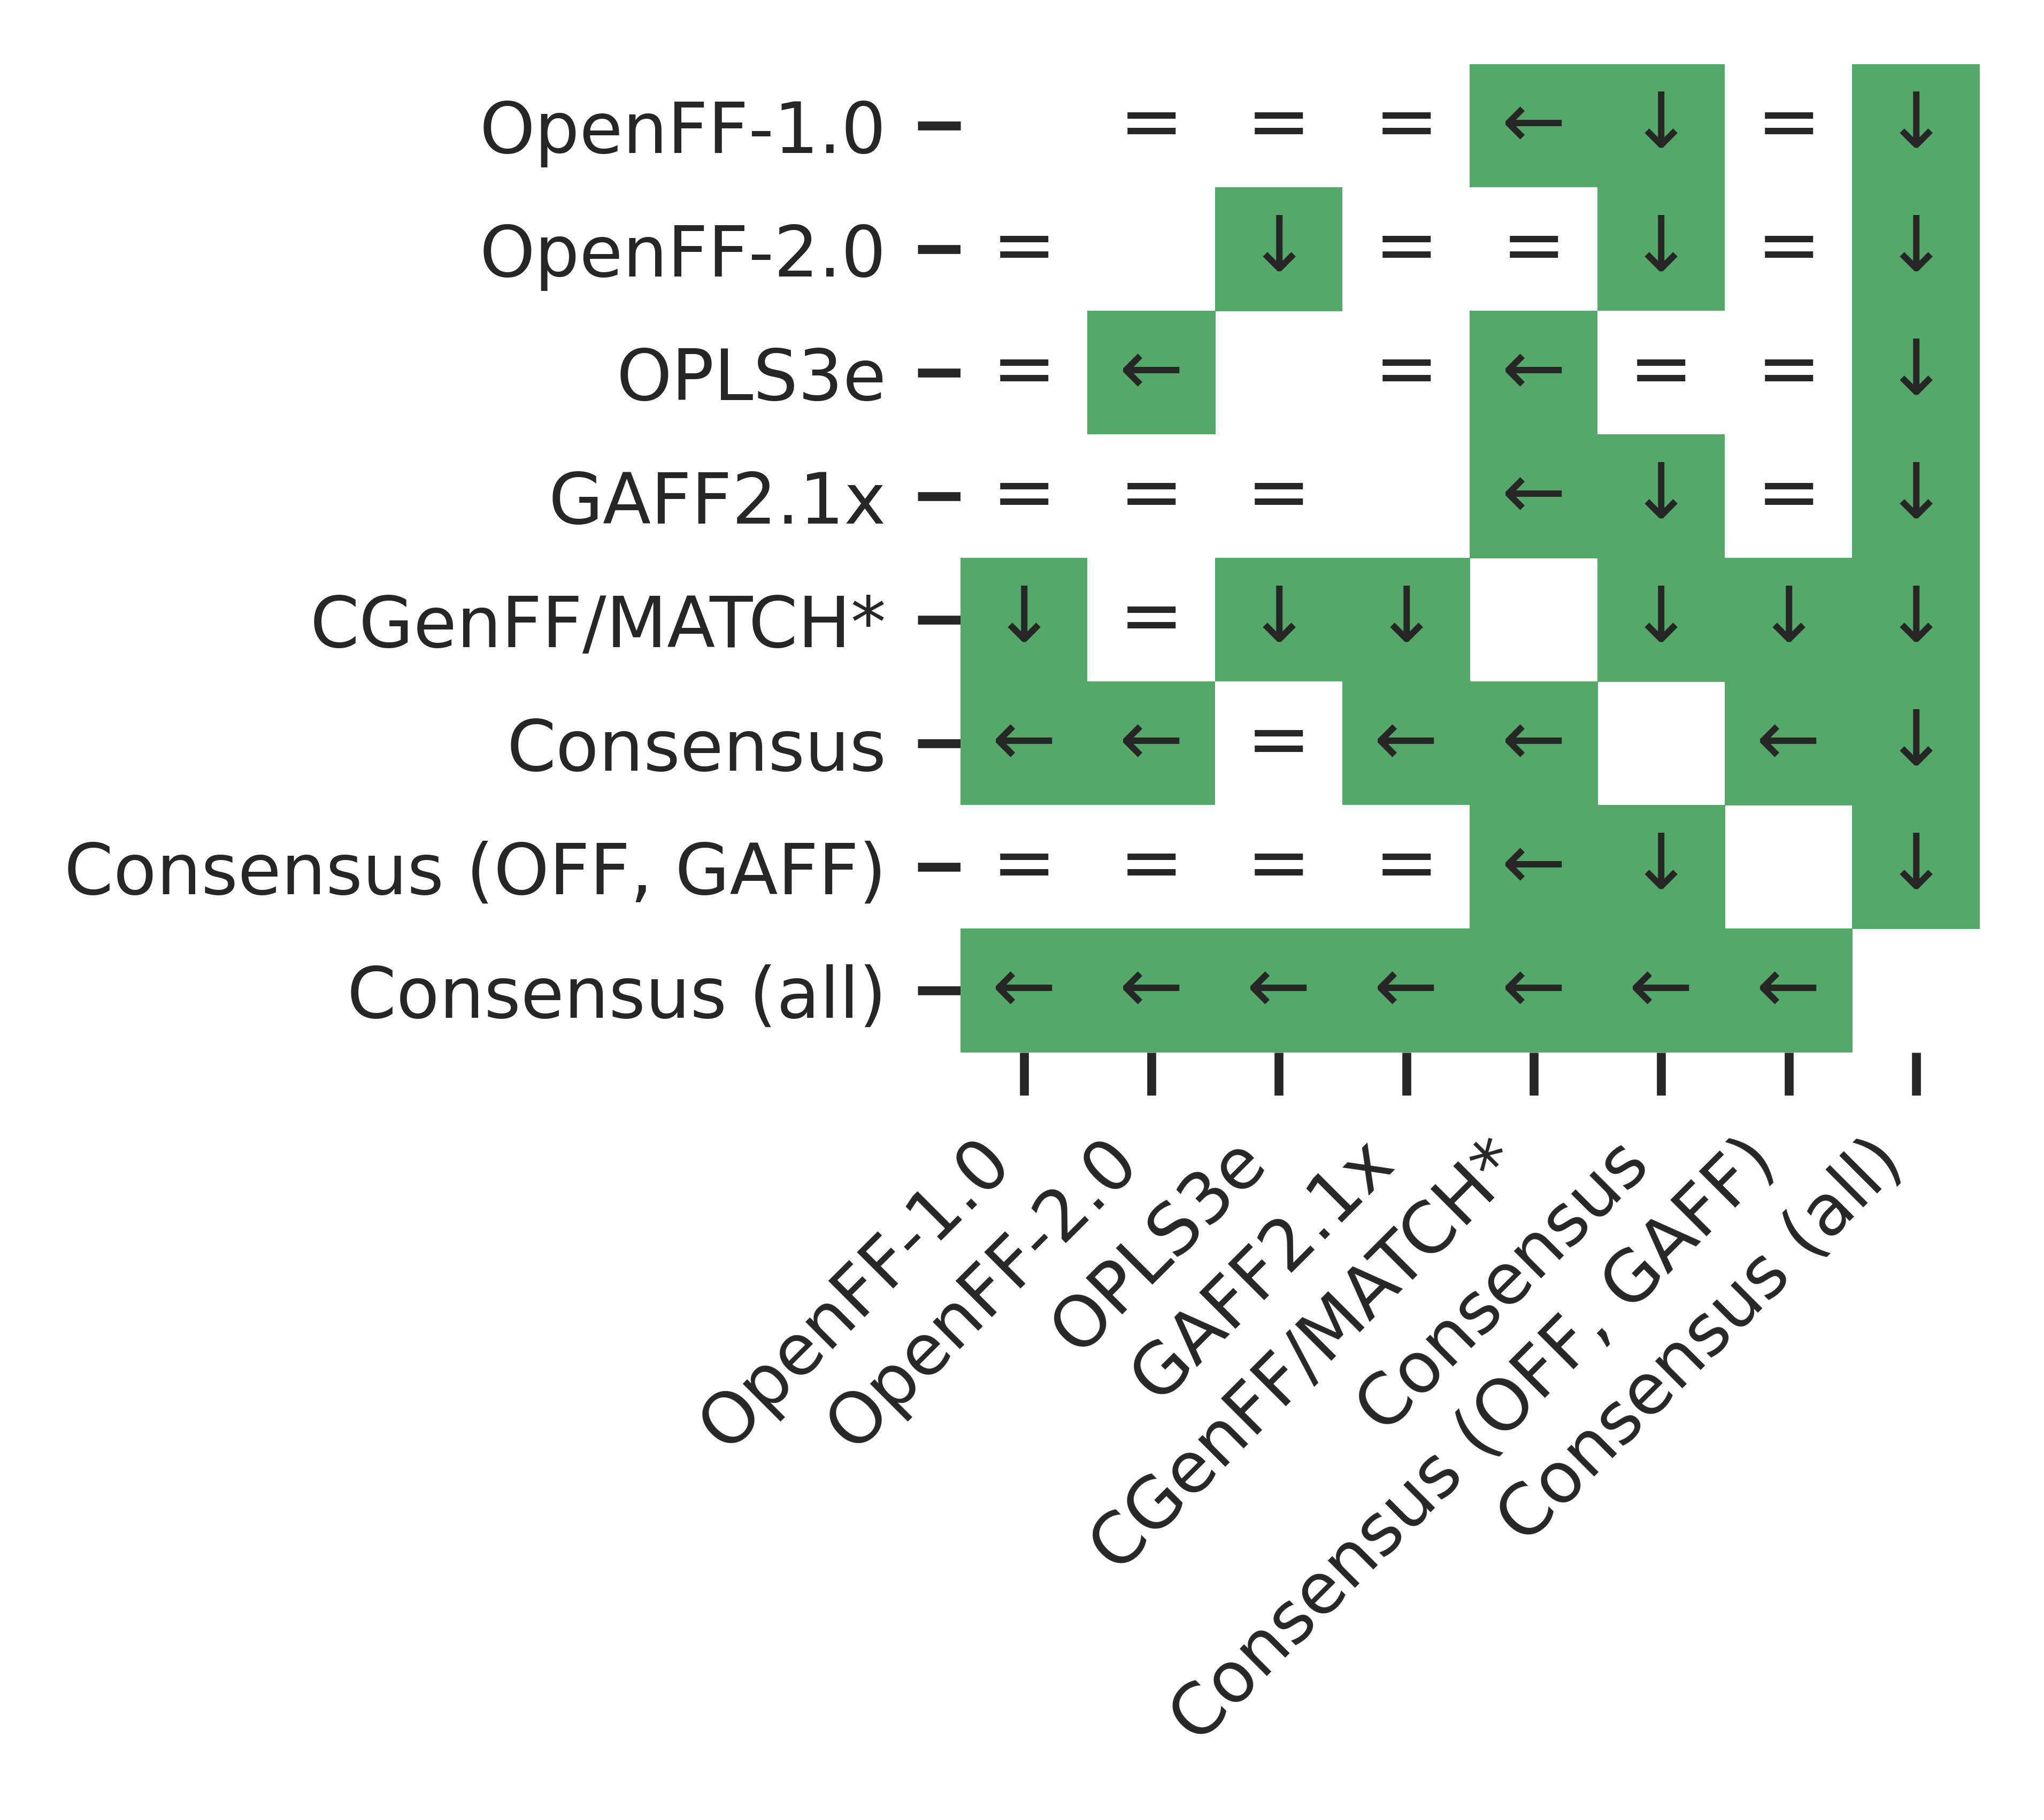 OpenFF-1.0 = = = ← ↓ = ↓
OpenFF-2.0 = ↓ = = ↓ = ↓
OPLS3e = ← = ← = = ↓
GAFF2.1x = = = ← ↓ = ↓
CGenFF/MATCH* ↓ = ↓ ↓ ↓ ↓ ↓
Consensus ← ← = ← ← ← ↓
Consensus (OFF, GAFF) = = = = ← ↓ ↓
Consensus (all) ← ← ← ← ← ← ←
OpenFF-1.0
OpenFF-2.0
OPLS3e
GAFF2.1x
CGenFF/MATCH*
Consensus
Consensus (OFF, GAFF)
Consensus (all)